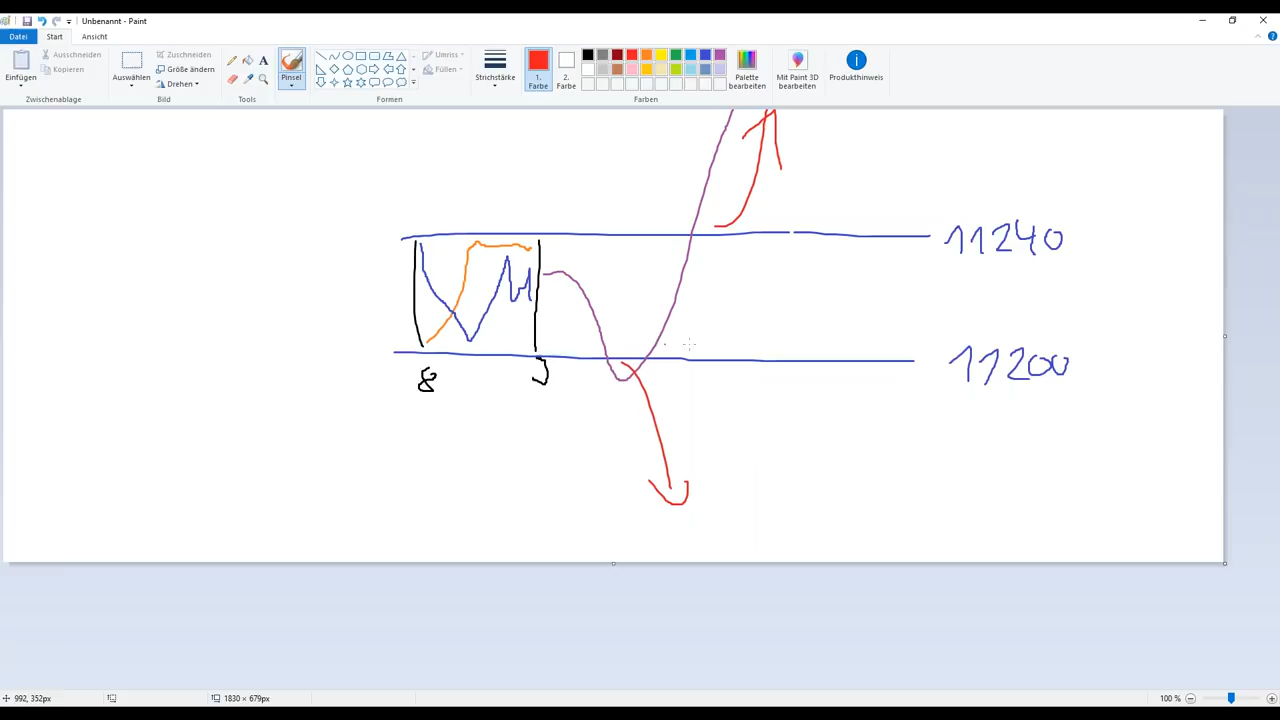 Unbenannt - Paint
Datei Start Ansicht
Einfügen
Ausschneiden
Kopieren
Zwischenablage
Auswählen
Zuschneiden
Größe ändern
Drehen
Bild
Tools
A
Pinsel
Formen
Umriss
Füllen
Strichstärke
1. Farbe
2. Farbe
Palette bearbeiten
Farben
Mit Paint 3D bearbeiten
Produkthinweis
11240
11200
8
992, 352px
1830 × 679px
100 %